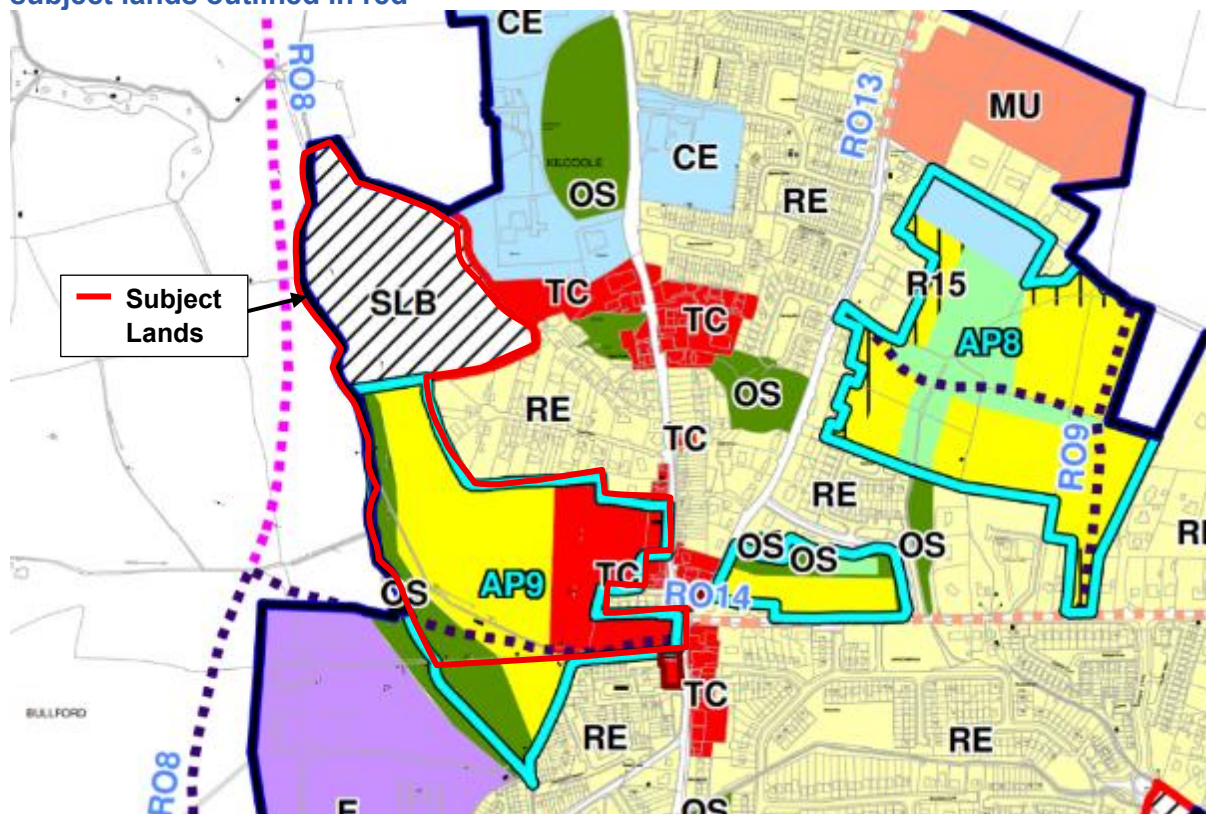 subject lands outlined in red
CE
RO8
RO13
MU
CE
KILCOOLE
OS
RE
R15
TC
SLB
Subject
Lands
TC
AP8
OS
RE
TC
RO9
RE
RE
OS
OS
OS
AP9
TC
OS
RO14
BULLFORD
TC
RE
RE
RO8
E
OS